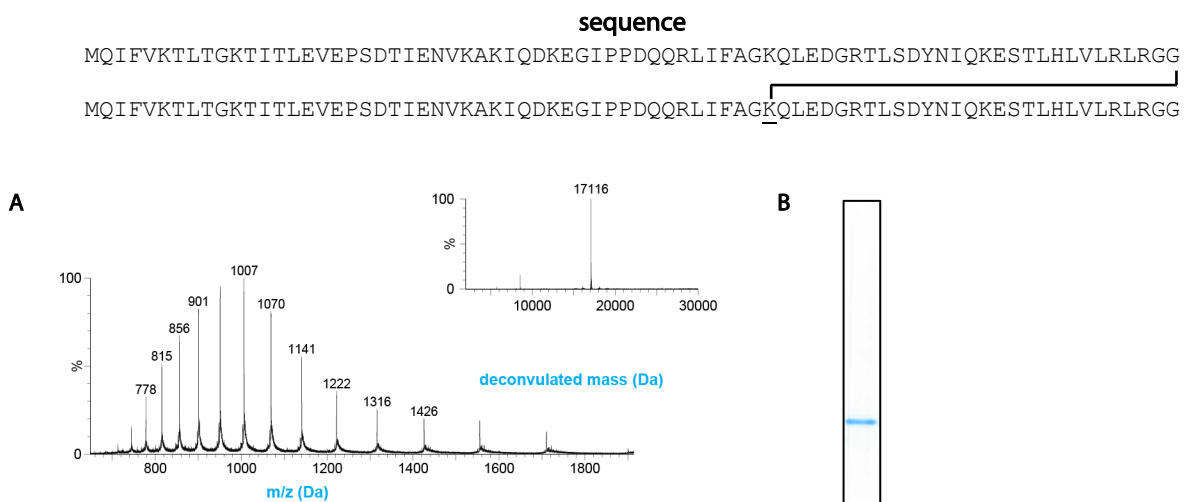 sequence
MQIFVKTLTGKTITLEVEPSDTIENVKAKIQDKEGIPPDQQRLIFAGKQLEDGRTLSDYNIQKESTLHLVLRLRGG
MQIFVKTLTGKTITLEVEPSDTIENVKAKIQDKEGIPPDQQRLIFAGKQLEDGRTLSDYNIQKESTLHLVLRLRGG
A
B
17116
100
%
0
10000 20000 30000
deconvulated mass (Da)
100
%
0
778
815
856
901
1007
1070
1141
1222
1316
1426
800 1000 1200 1400 1600 1800
m/z (Da)